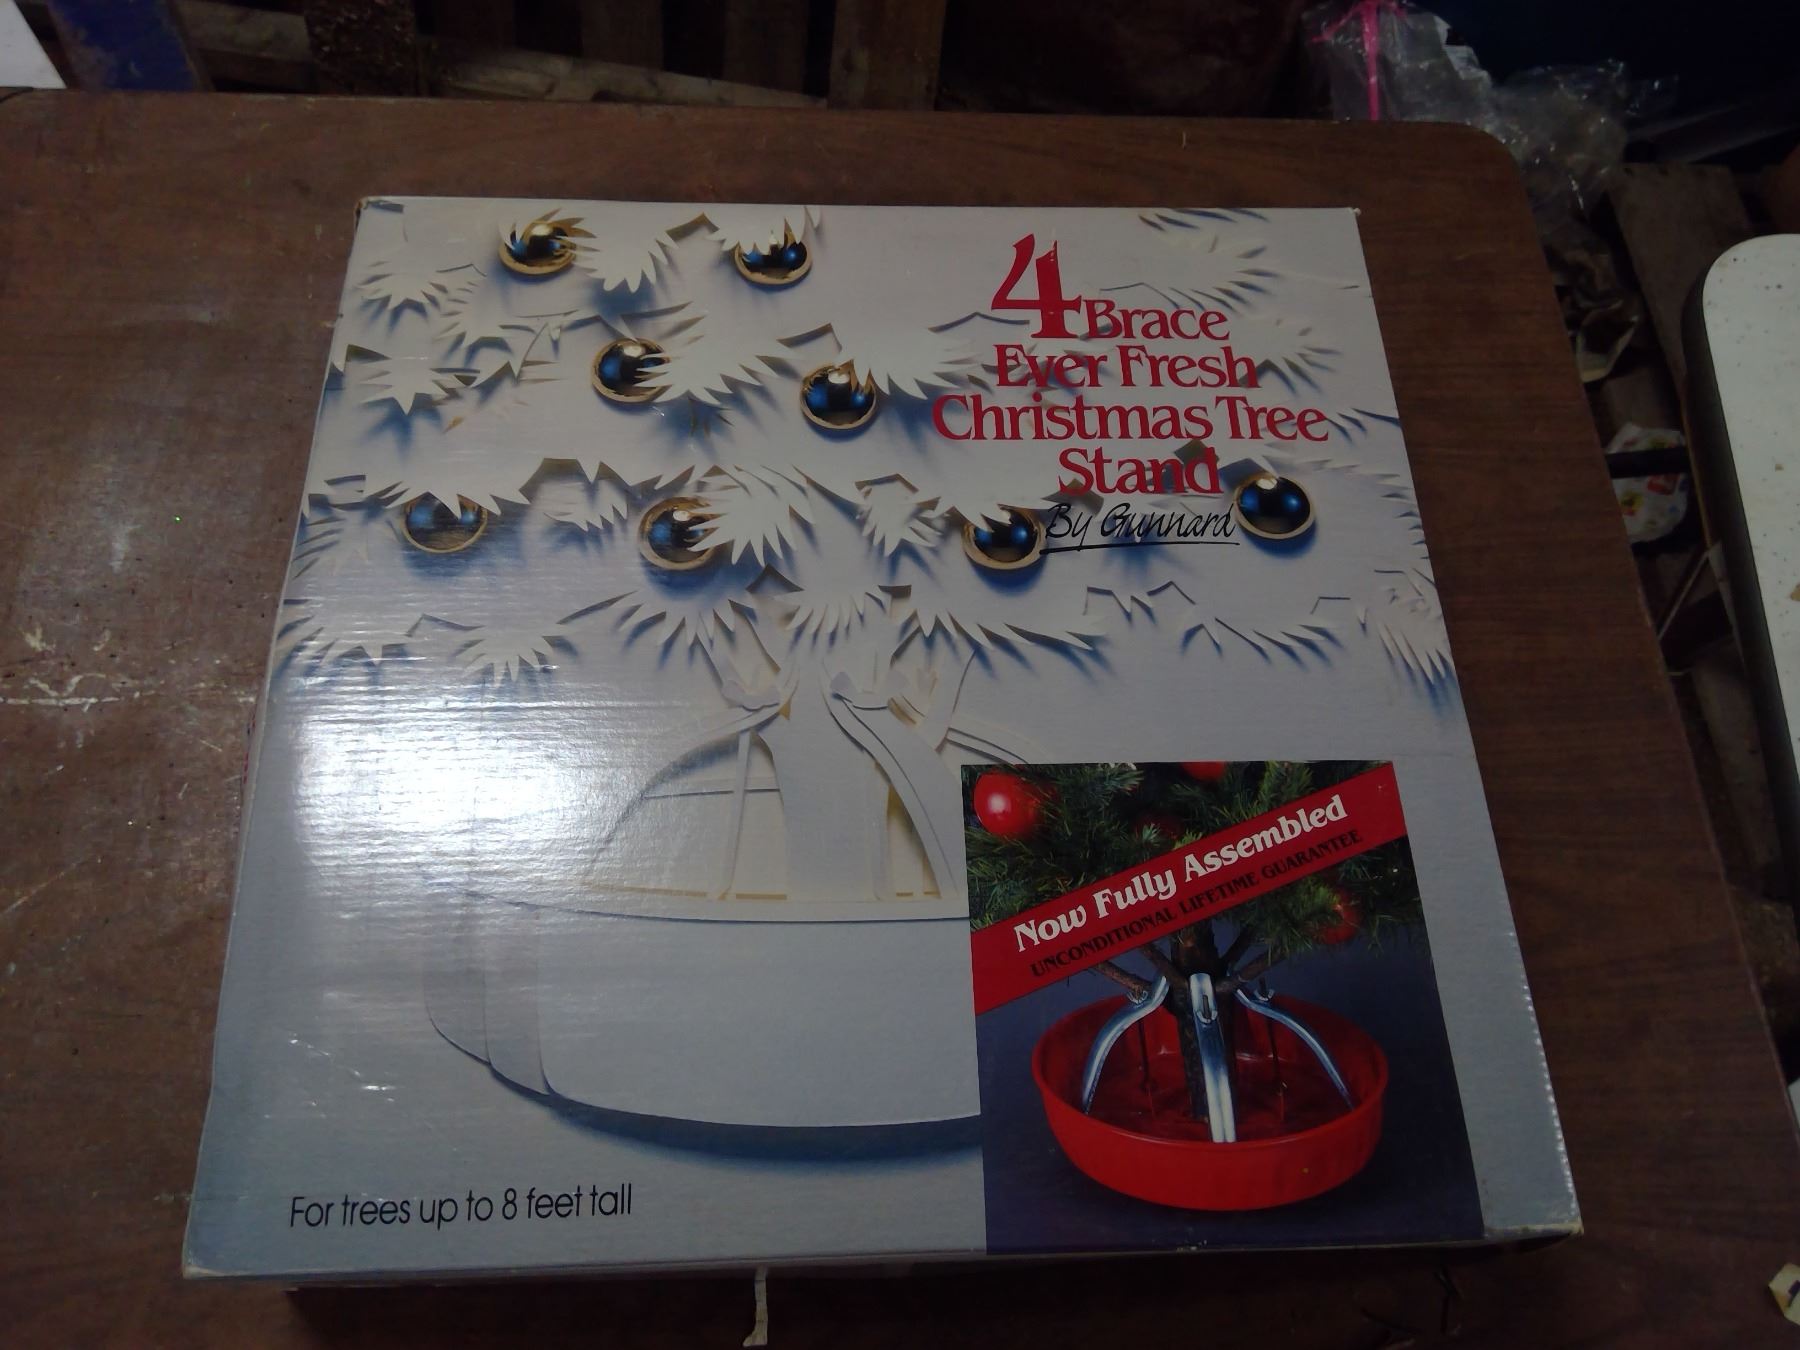 4 Brace
Ever Fresh
Christmas Tree
Stand
By Gunnard
Now Fully Assembled
UNCONDITIONAL LIFETIME GUARANTEE
For trees up to 8 feet tall